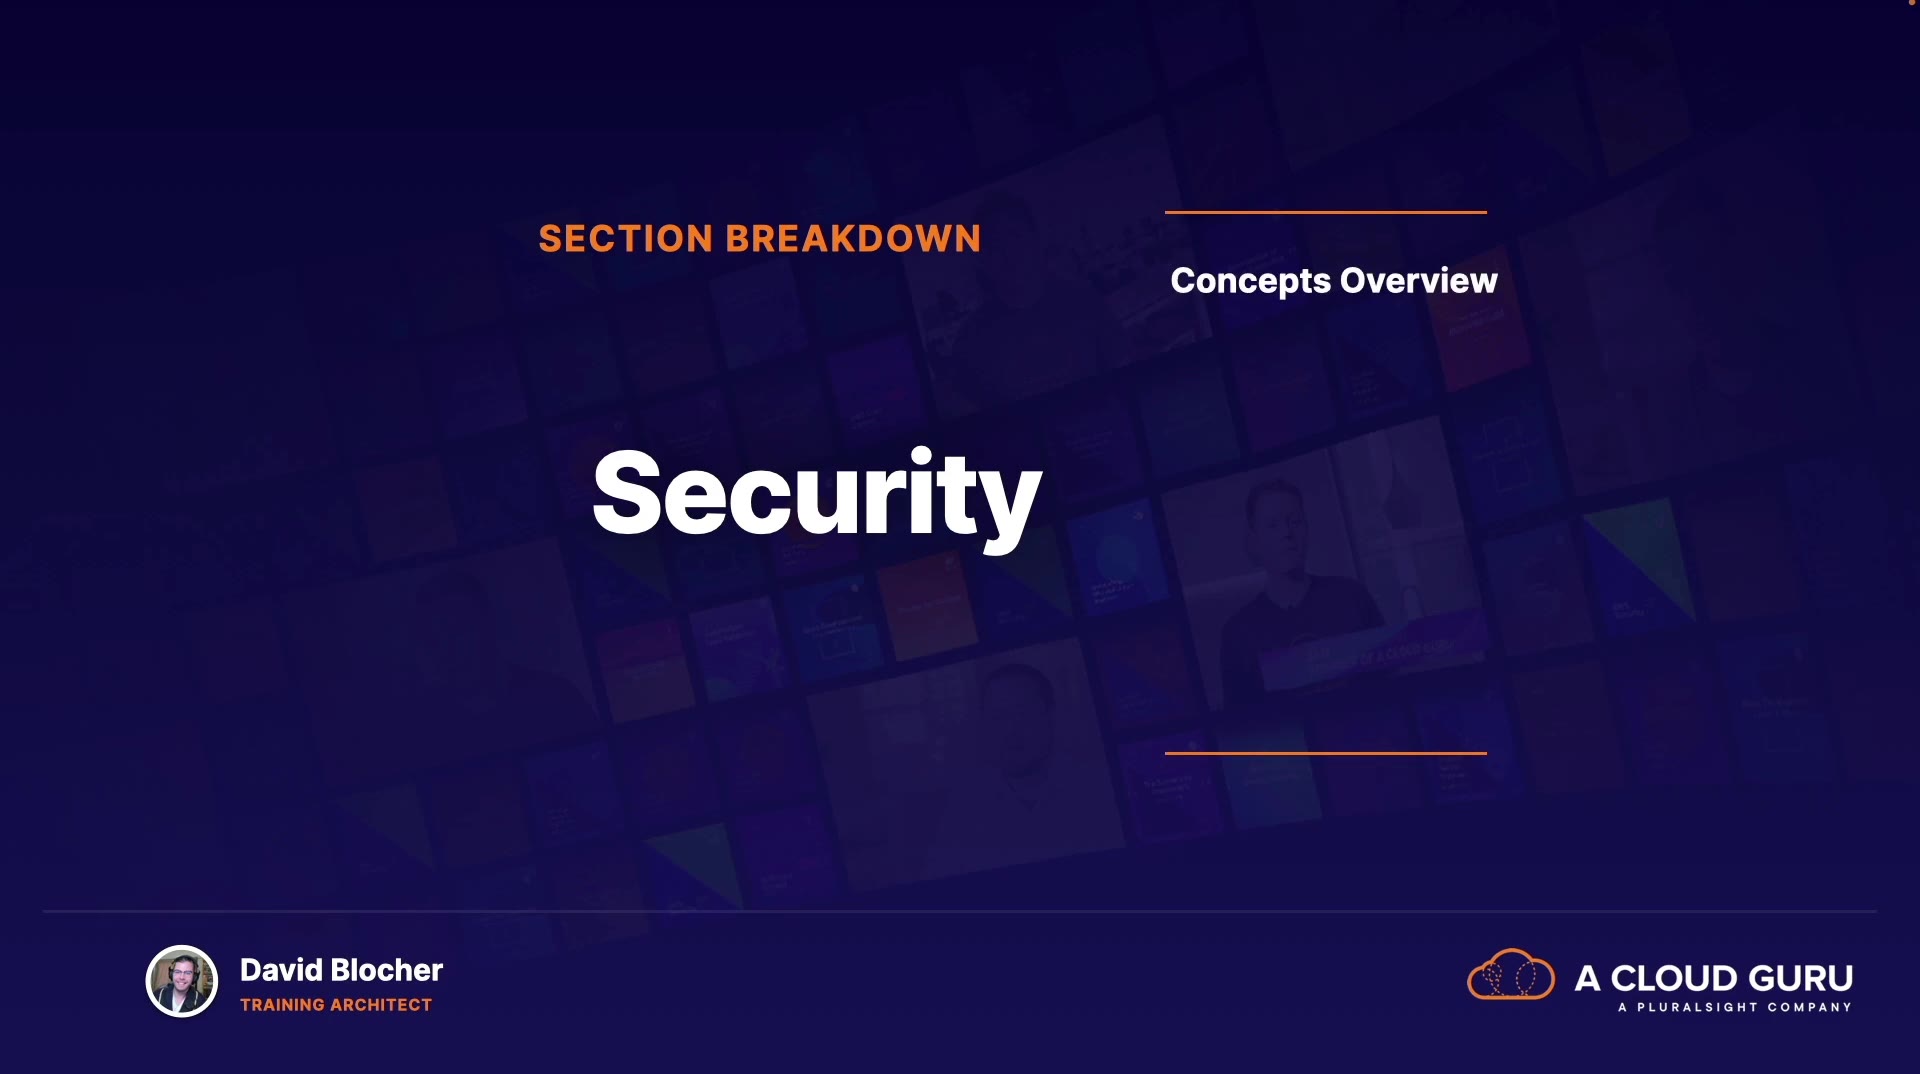 SECTION BREAKDOWN
Concepts Overview
Security
David Blocher
TRAINING ARCHITECT
A CLOUD GURU
A PLURALSIGHT COMPANY